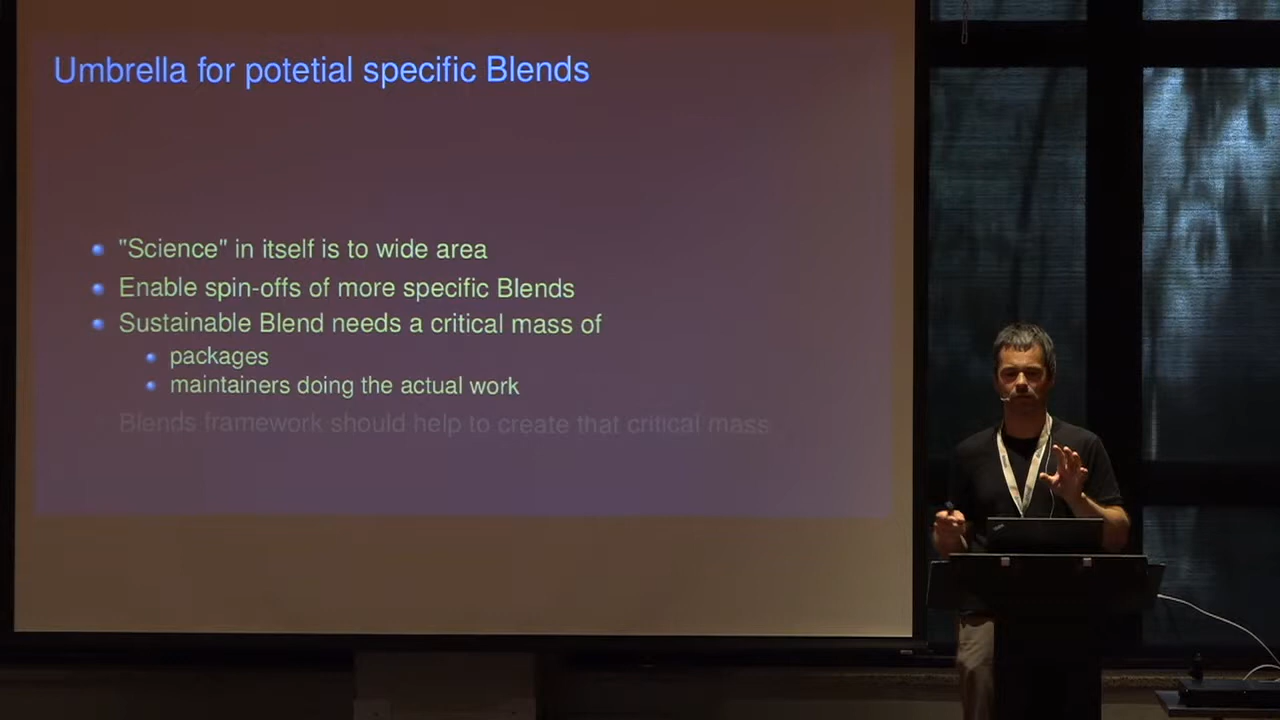 Umbrella for potetial specific Blends
"Science" in itself is to wide area
Enable spin-offs of more specific Blends
Sustainable Blend needs a critical mass of
packages
maintainers doing the actual work
Blends framework should help to create that critical mass